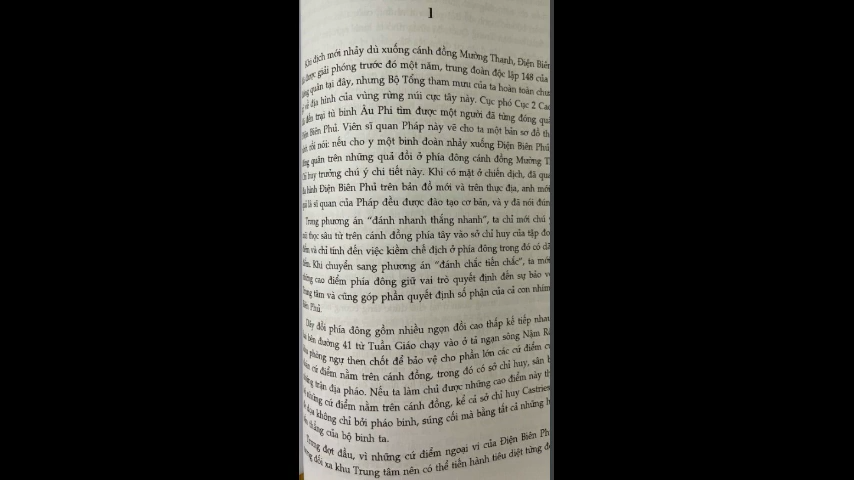 1
Khi địch mới nhảy dù xuống cánh đồng Mường Thanh, Điện Biên
được giải phóng trước đó một năm, trung đoàn độc lập 148 của
quân tại đây, nhưng Bộ Tổng tham mưu của ta hoàn toàn
về địa hình của vùng rừng núi cực tây này. Cục phó Cục 2 Cao
đến trại tù binh Âu Phi tìm được một người đã từng đóng
Biên Phủ. Viên sĩ quan Pháp này vẽ cho ta một bản sơ đồ
rồi nói: nếu cho y một binh đoàn nhảy xuống Điện Biên Phủ
quân trên những quả đồi ở phía đông cánh đồng Mường
huy trưởng chú ý chi tiết này. Khi có mặt ở chiến dịch, đã
hình Điện Biên Phủ trên bản đồ mới và trên thực địa, anh mới
là sĩ quan của Pháp đều được đào tạo cơ bản, và y đã nói
Trong phương án "đánh nhanh thắng nhanh", ta chỉ mới chú
thọc sâu từ trên cánh đồng phía tây vào sở chỉ huy của tập
và chỉ tính đến việc kiềm chế địch ở phía đông trong đó có
Khi chuyển sang phương án "đánh chắc tiến chắc", ta mới
cao điểm phía đông giữ vai trò quyết định đến sự bảo
tâm và cũng góp phần quyết định số phận của cả con nhím
Phủ.
Dãy đồi phía đông gồm nhiều ngọn đồi cao thấp kế tiếp
bên đường 41 từ Tuần Giáo chạy vào ở tả ngạn sông Nậm
phòng ngự then chốt để bảo vệ cho phần lớn các cứ điểm
cứ điểm nằm trên cánh đồng, trong đó có sở chỉ huy, sân
trận địa pháo. Nếu ta làm chủ được những cao điểm này
những cứ điểm nằm trên cánh đồng, kể cả sở chỉ huy Castries
dọa không chỉ bởi pháo binh, súng cối mà bằng tất cả những
thẳng của bộ binh ta.
Trong đợt đầu, vì những cứ điểm ngoại vi của Điện Biên
đối xa khu Trung tâm nên có thể tiến hành tiêu diệt từng